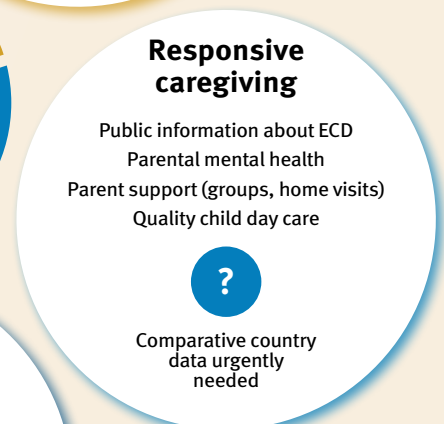 Responsive
caregiving
Public information about ECD
Parental mental health
Parent support (groups, home visits)
Quality child day care
?
Comparative country
data urgently
needed